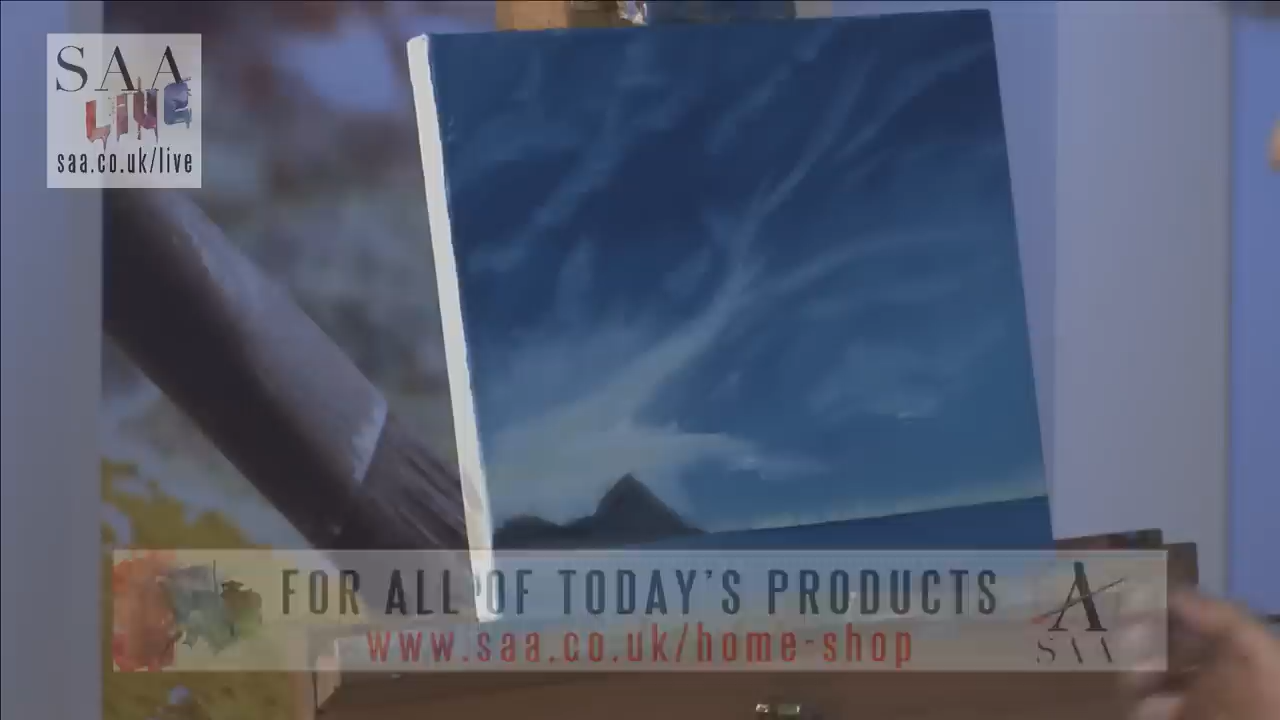 SAA
LIVE
saa.co.uk/live
FOR ALL OF TODAY'S PRODUCTS
www.saa.co.uk/home-shop
A
SAA